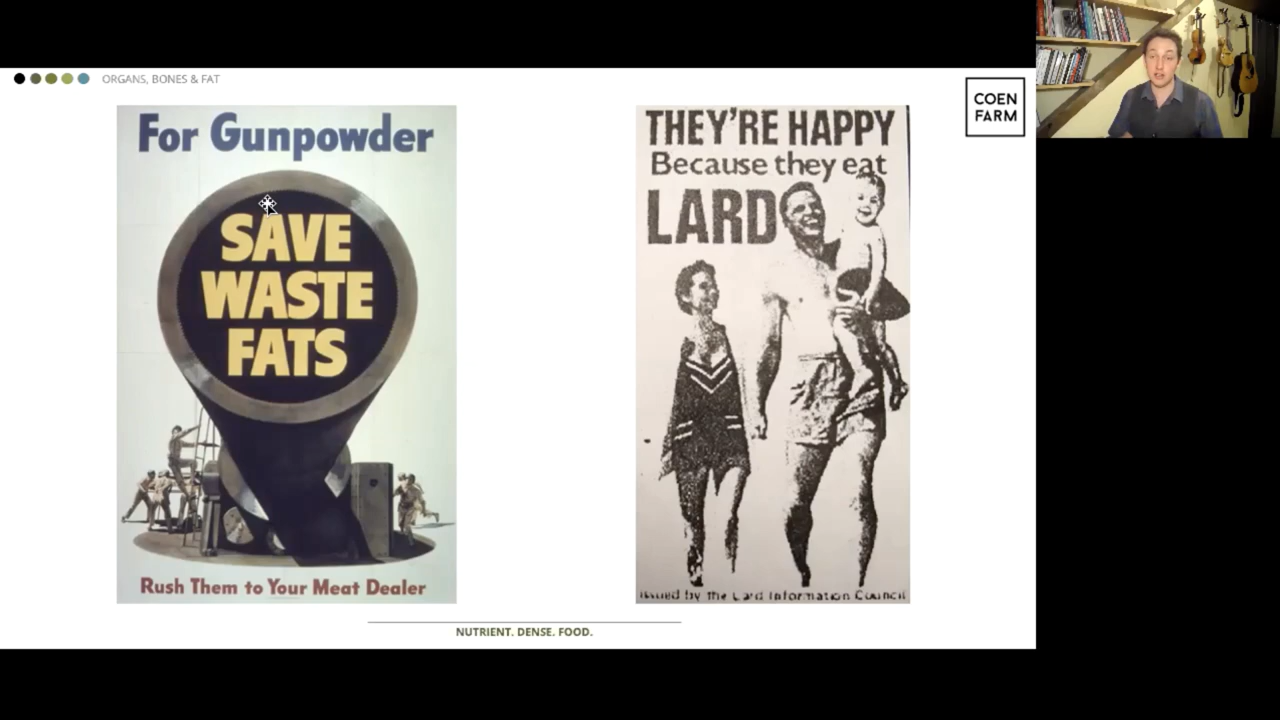 ORGANS, BONES & FAT
COEN
FARM
For Gunpowder
SAVE
WASTE
FATS
Rush Them to Your Meat Dealer
THEY'RE HAPPY
Because they eat
LARD
Issued by the Lard Information Council
NUTRIENT. DENSE. FOOD.